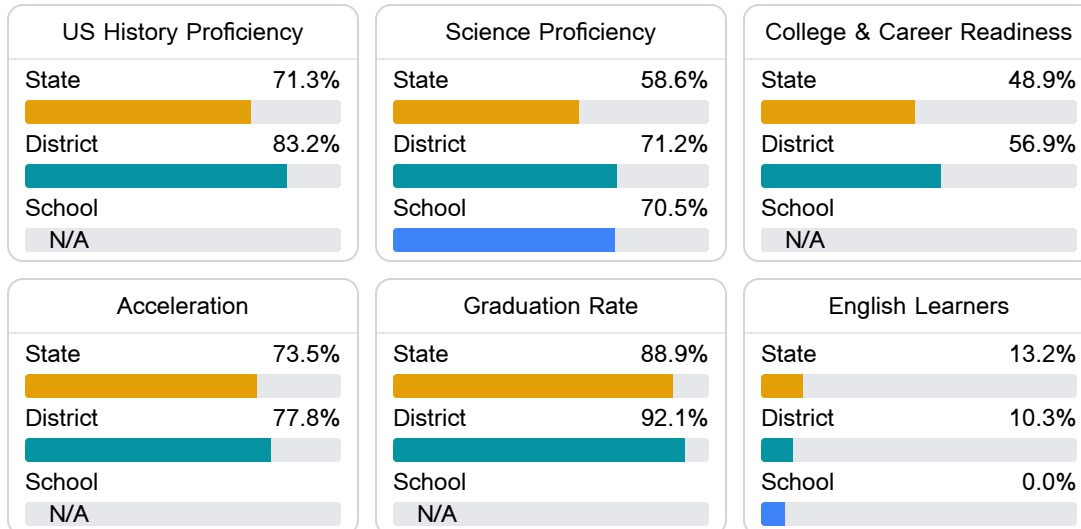 US History Proficiency
State 71.3%
District 83.2%
School
N/A
Science Proficiency
State 58.6%
District 71.2%
School 70.5%
College & Career Readiness
State 48.9%
District 56.9%
School
N/A
Acceleration
State 73.5%
District 77.8%
School
N/A
Graduation Rate
State 88.9%
District 92.1%
School
N/A
English Learners
State 13.2%
District 10.3%
School 0.0%